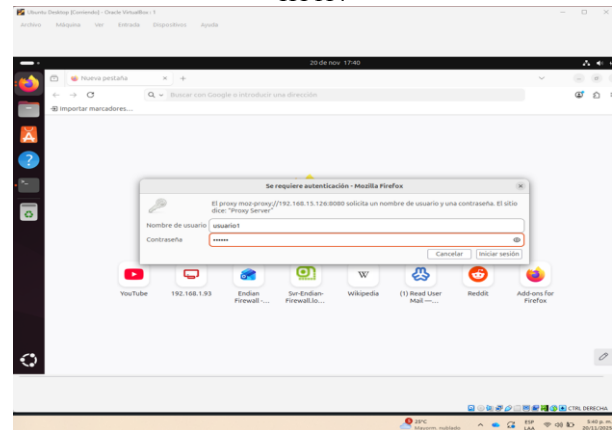 Ubuntu Desktop [Corriendo] - Oracle VirtualBox : 1
Archivo Máquina Ver Entrada Dispositivos Ayuda
20 de nov 17:40
Nueva pestaña
Buscar con Google o introducir una dirección
Importar marcadores...
Se requiere autenticación - Mozilla Firefox
El proxy moz-proxy://192.168.15.126:8080 solicita un nombre de usuario y una contraseña. El sitio
dice: "Proxy Server"
Nombre de usuario usuario1
Contraseña ••••••
Cancelar Iniciar sesión
YouTube 192.168.1.93 Endian Firewall -... Svr-Endian-Firewall.lo... Wikipedia (1) Read User Mail —... Reddit Add-ons for Firefox
CTRL DERECHA
29°C
Mayorm. nublado
ESP
LAA
5:40 p. m.
20/11/2025